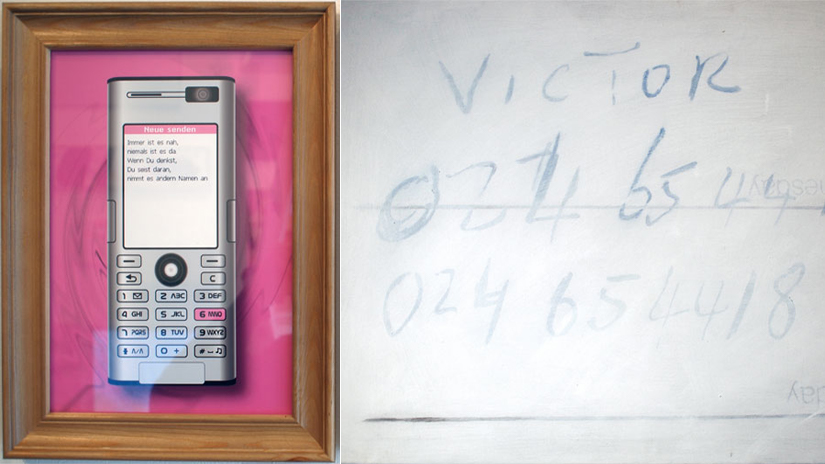 Neue senden
Immer ist es nah,
niemals ist es da.
Wenn Du denkst,
Du seist daran,
nimmt es andern Namen an
C
1 2 ABC 3 DEF
4 GHI 5 JKL 6 MNO
7 PQRS 8 TUV 9 WXYZ
* 0 + #
VICTOR
024 65 44
024 654418
esday
day